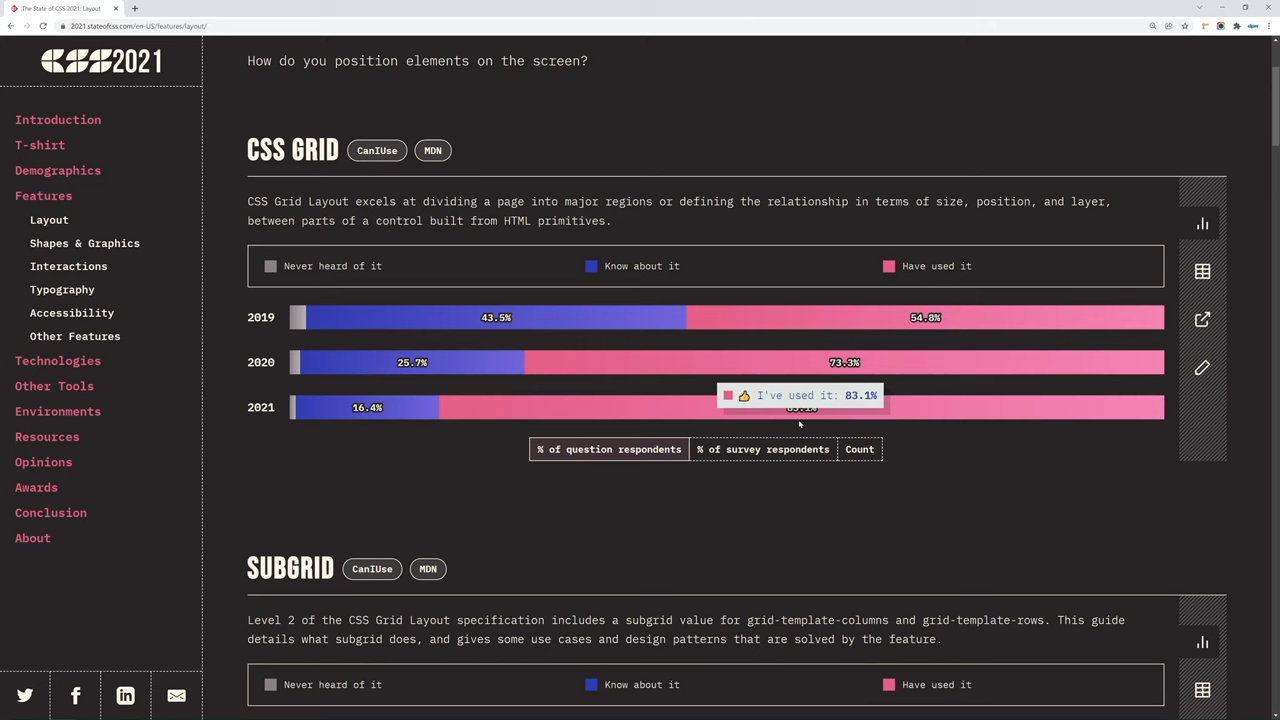 The State of CSS 2021: Layout
2021.stateofcss.com/en-US/features/layout/
CSS2021
Introduction
T-shirt
Demographics
Features
Layout
Shapes & Graphics
Interactions
Typography
Accessibility
Other Features
Technologies
Other Tools
Environments
Resources
Opinions
Awards
Conclusion
About
How do you position elements on the screen?
CSS GRID CanIUse MDN
CSS Grid Layout excels at dividing a page into major regions or defining the relationship in terms of size, position, and layer,
between parts of a control built from HTML primitives.
Never heard of it Know about it Have used it
2019 43.5% 54.8%
2020 25.7% 73.3%
👍 I've used it: 83.1%
2021 16.4% 83.1%
% of question respondents % of survey respondents Count
SUBGRID CanIUse MDN
Level 2 of the CSS Grid Layout specification includes a subgrid value for grid-template-columns and grid-template-rows. This guide
details what subgrid does, and gives some use cases and design patterns that are solved by the feature.
Never heard of it Know about it Have used it